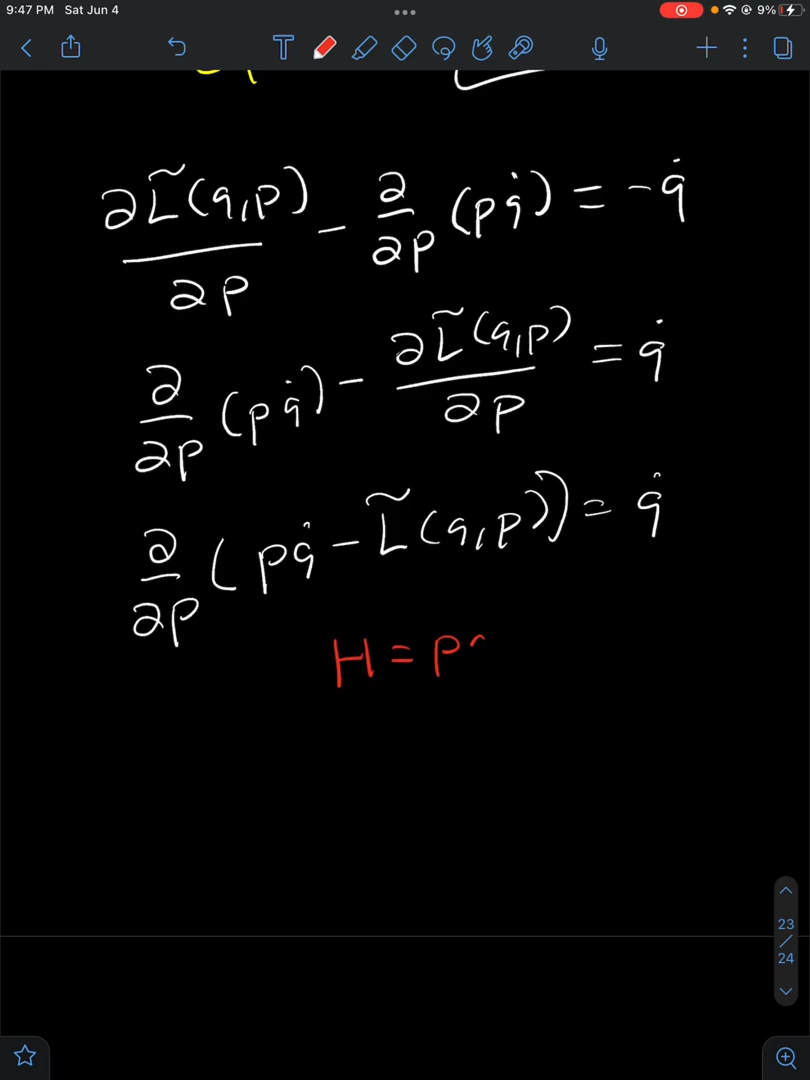 9:47 PM Sat Jun 4 9%
T
∂L̃(q,p)/∂p - ∂/∂p (pq̇) = -q̇
∂/∂p (pq̇) - ∂L̃(q,p)/∂p = q̇
∂/∂p (pq̇ - L̃(q,p)) = q̇
H = p
23
/
24